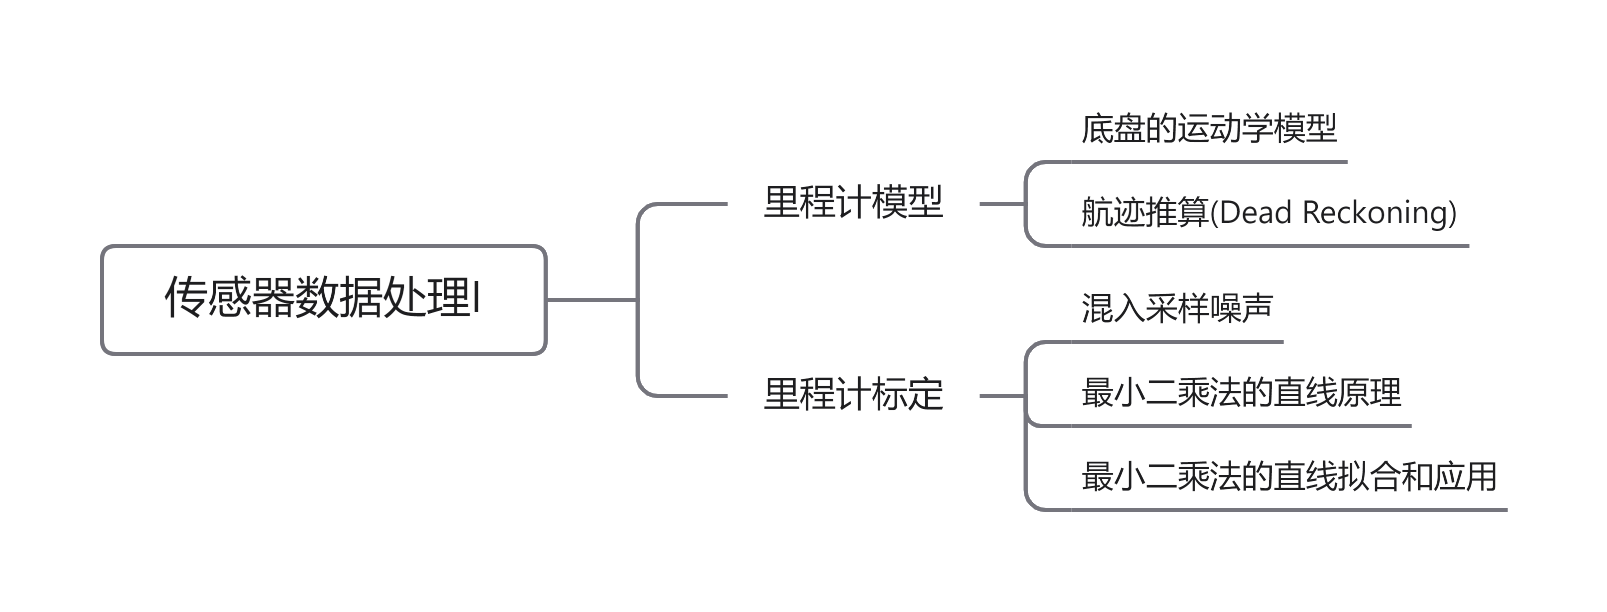 传感器数据处理I
里程计模型
底盘的运动学模型
航迹推算(Dead Reckoning)
里程计标定
混入采样噪声
最小二乘法的直线原理
最小二乘法的直线拟合和应用